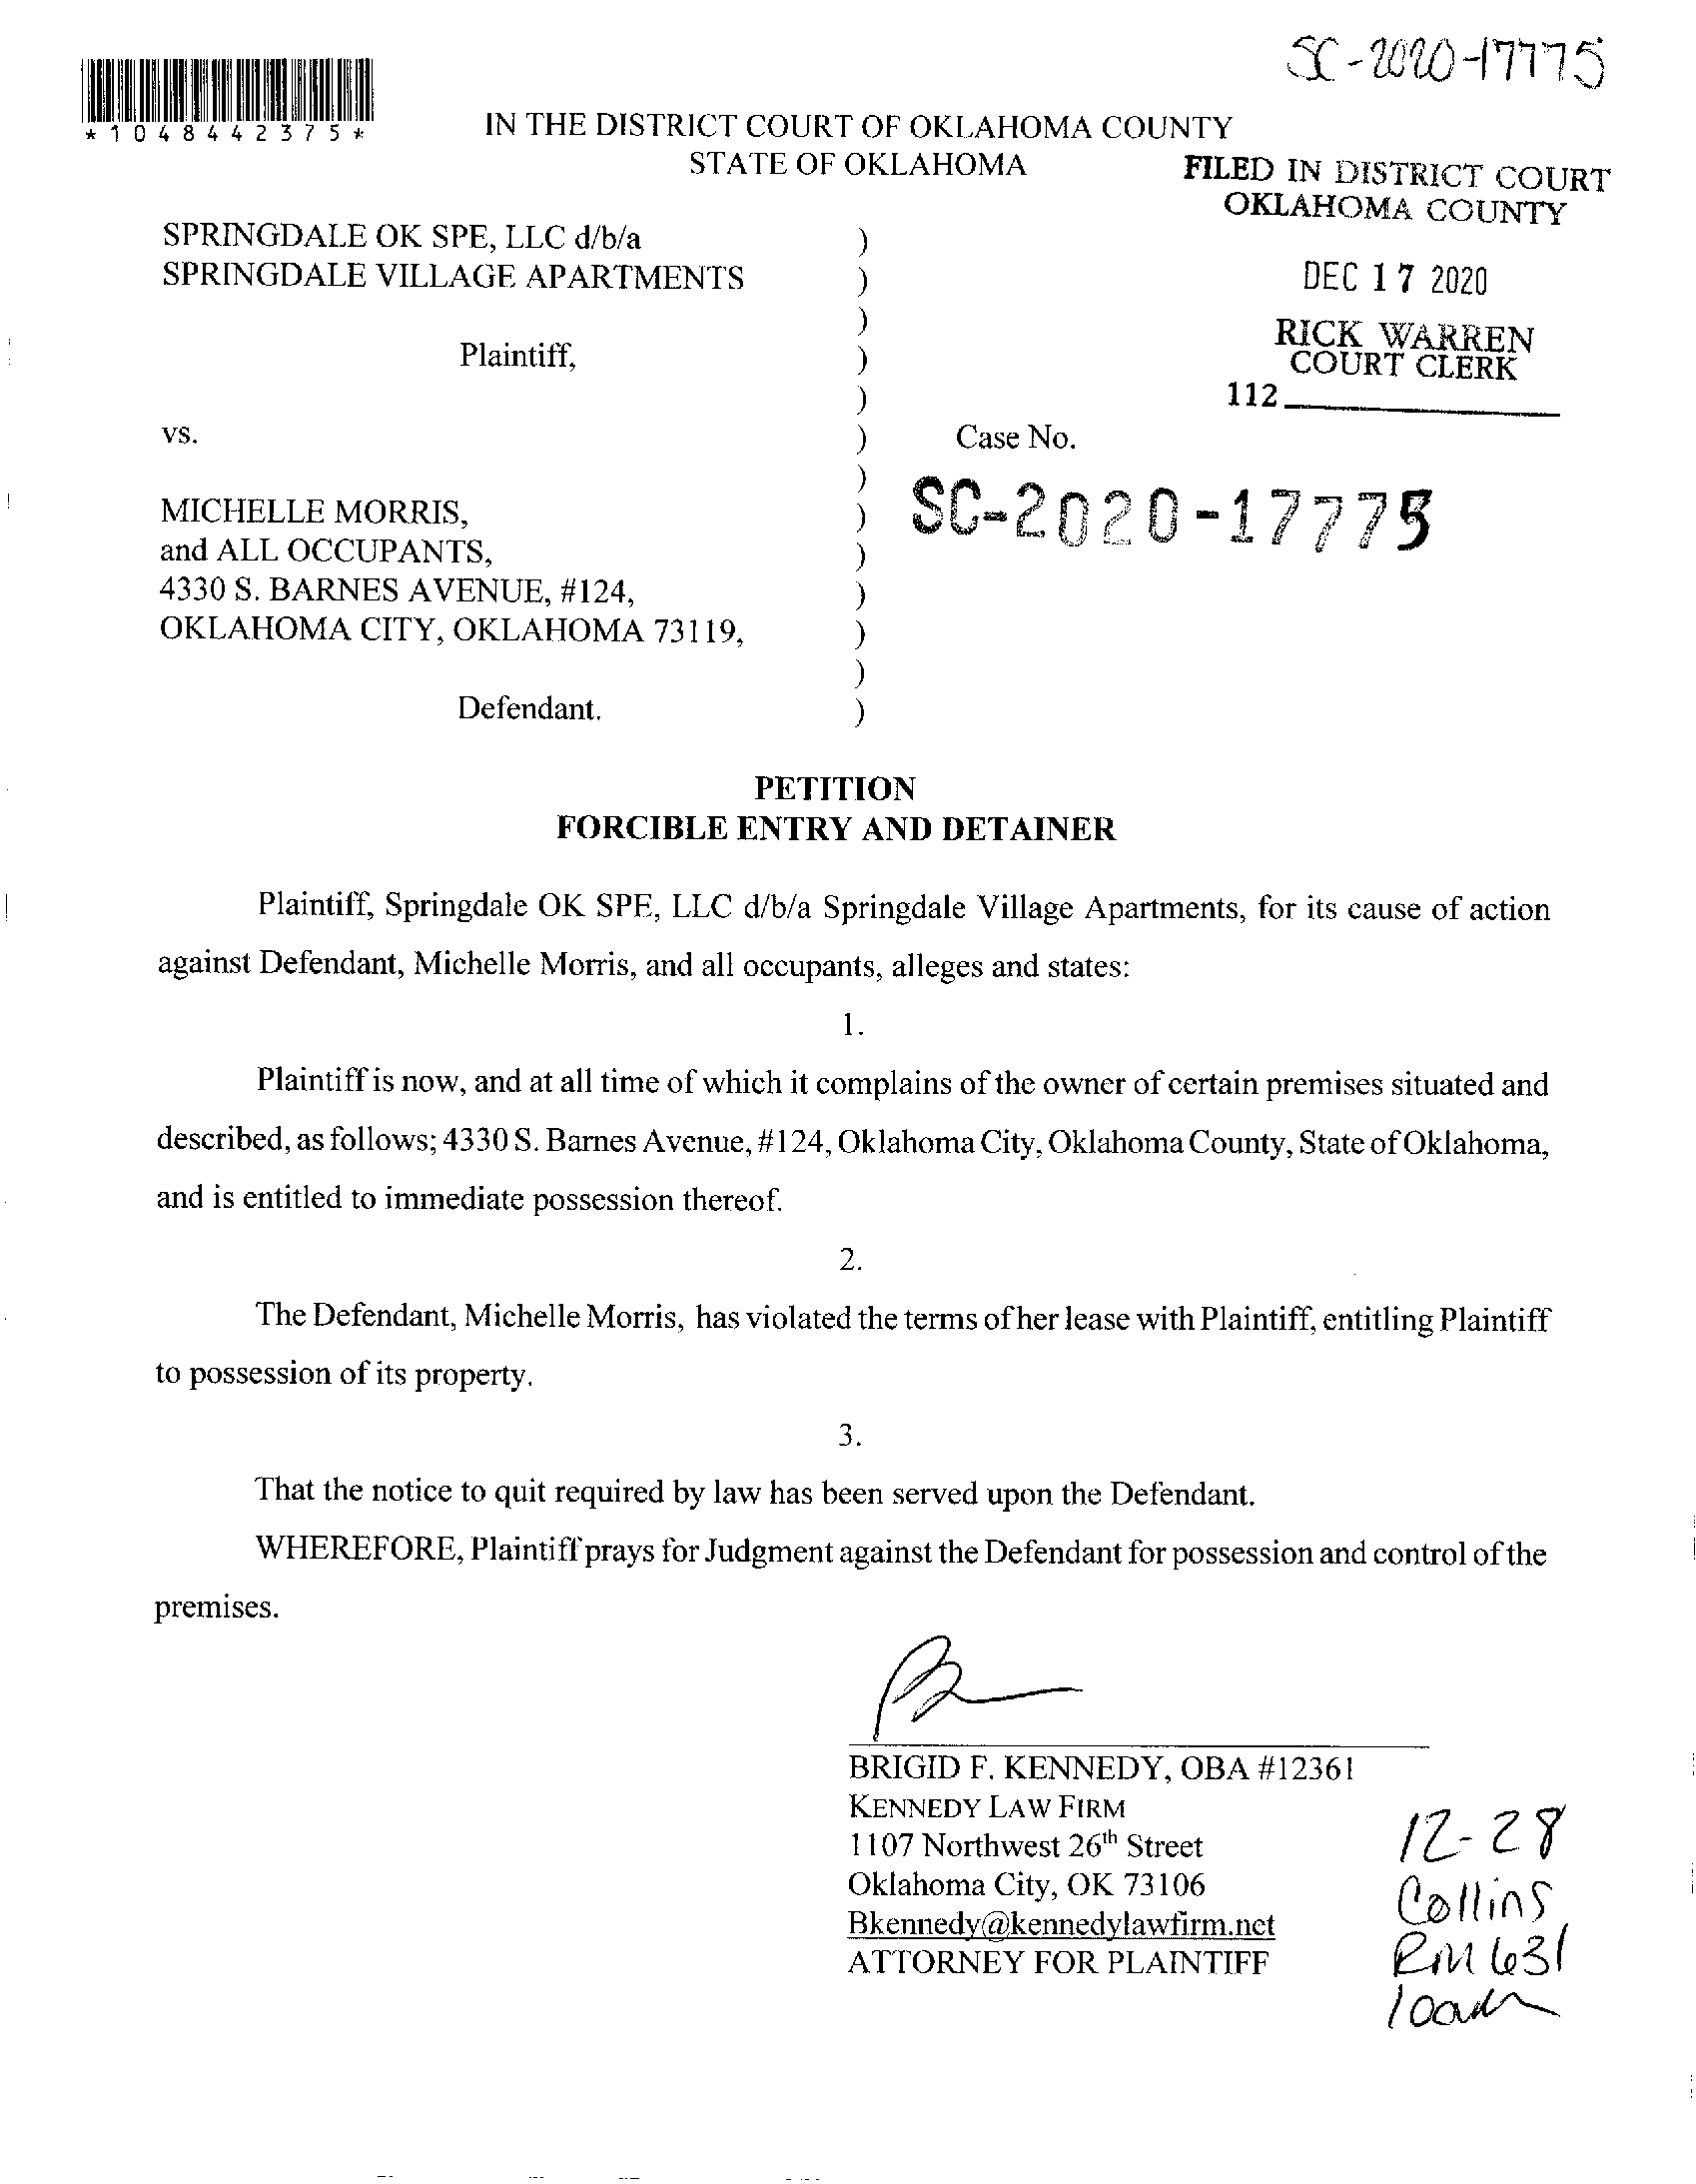 SC-2020-17775
*1048442375*
IN THE DISTRICT COURT OF OKLAHOMA COUNTY
STATE OF OKLAHOMA
FILED IN DISTRICT COURT
OKLAHOMA COUNTY
DEC 17 2020
RICK WARREN
COURT CLERK
112
SPRINGDALE OK SPE, LLC d/b/a )
SPRINGDALE VILLAGE APARTMENTS )
)
Plaintiff, )
)
vs. ) Case No.
)
SC-2020-17775
MICHELLE MORRIS, )
and ALL OCCUPANTS, )
4330 S. BARNES AVENUE, #124, )
OKLAHOMA CITY, OKLAHOMA 73119, )
)
Defendant. )
PETITION
FORCIBLE ENTRY AND DETAINER
Plaintiff, Springdale OK SPE, LLC d/b/a Springdale Village Apartments, for its cause of action
against Defendant, Michelle Morris, and all occupants, alleges and states:
1.
Plaintiff is now, and at all time of which it complains of the owner of certain premises situated and
described, as follows; 4330 S. Barnes Avenue, #124, Oklahoma City, Oklahoma County, State of Oklahoma,
and is entitled to immediate possession thereof.
2.
The Defendant, Michelle Morris, has violated the terms of her lease with Plaintiff, entitling Plaintiff
to possession of its property.
3.
That the notice to quit required by law has been served upon the Defendant.
WHEREFORE, Plaintiff prays for Judgment against the Defendant for possession and control of the
premises.
BRIGID F. KENNEDY, OBA #12361
KENNEDY LAW FIRM
1107 Northwest 26th Street
Oklahoma City, OK 73106
Bkennedy@kennedylawfirm.net
ATTORNEY FOR PLAINTIFF
12-28
Collins
RM 631
10am